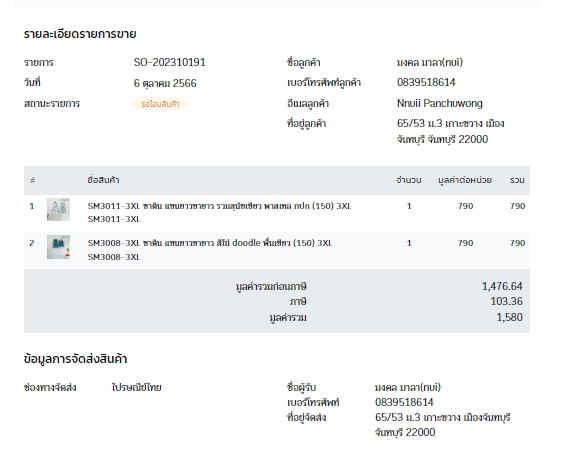 รายละเอียดรายการขาย
รายการ SO-202310191 ชื่อลูกค้า มงคล มาลา(nui)
วันที่ 6 ตุลาคม 2566 เบอร์โทรศัพท์ลูกค้า 0839518614
สถานะรายการ รอโอนสินค้า อีเมลลูกค้า Nnuii Panchuwong
ที่อยู่ลูกค้า 65/53 ม.3 เกาะขวาง เมือง
จันทบุรี จันทบุรี 22000
# ชื่อสินค้า จำนวน มูลค่าต่อหน่วย รวม
1 SM3011-3XL ซาติน แขนยาวขายาว รวมสุนัขเขียว พาสเทล กปก (150) 3XL 1 790 790
SM3011-3XL
2 SM3008-3XL ซาติน แขนยาวขายาว สีไม้ doodle พื้นเขียว (150) 3XL 1 790 790
SM3008-3XL
มูลค่ารวมก่อนภาษี 1,476.64
ภาษี 103.36
มูลค่ารวม 1,580
ข้อมูลการจัดส่งสินค้า
ช่องทางจัดส่ง ไปรษณีย์ไทย ชื่อผู้รับ มงคล มาลา(nui)
เบอร์โทรศัพท์ 0839518614
ที่อยู่จัดส่ง 65/53 ม.3 เกาะขวาง เมืองจันทบุรี
จันทบุรี 22000